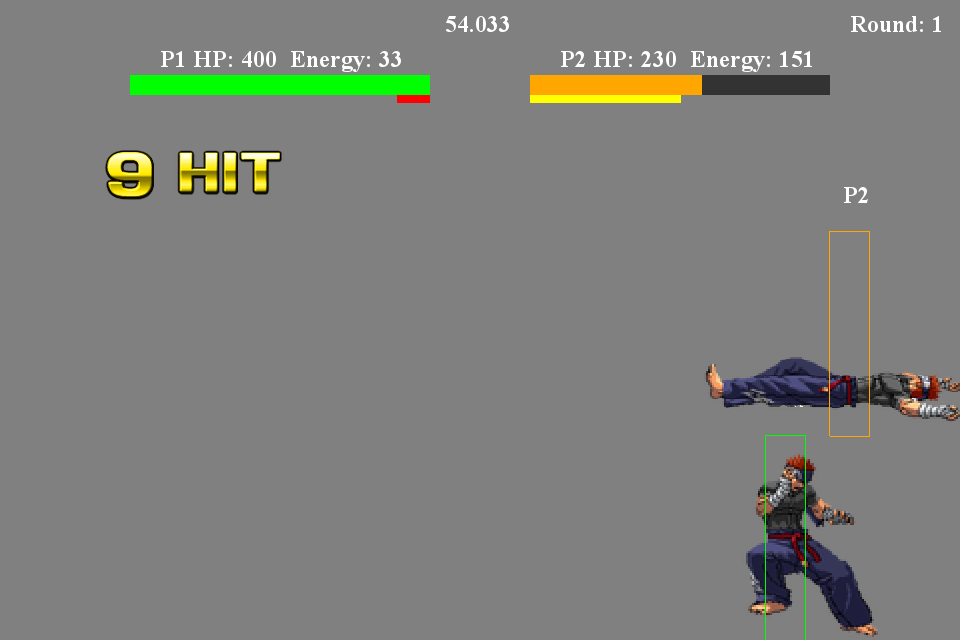 54.033
Round: 1
P1 HP: 400 Energy: 33
P2 HP: 230 Energy: 151
9 HIT
P2